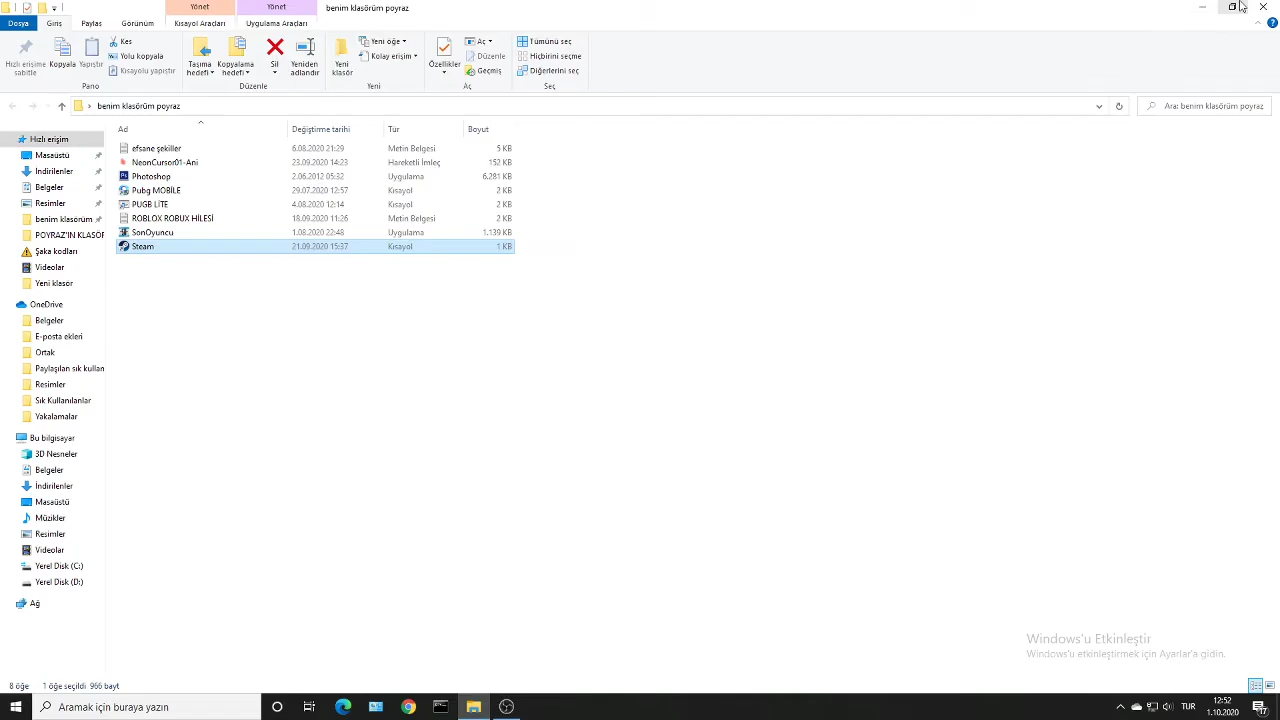 Yönet
Yönet
benim klasörüm poyraz
Dosya
Giriş
Paylaş
Görünüm
Kısayol Araçları
Uygulama Araçları
Hızlı erişime
sabitle
Kopyala
Yapıştır
Kes
Yolu kopyala
Kısayolu yapıştır
Pano
Taşıma
hedefi
Kopyalama
hedefi
Sil
Yeniden
adlandır
Düzenle
Yeni
klasör
Yeni öğe
Kolay erişim
Yeni
Özellikler
Aç
Düzenle
Geçmiş
Aç
Tümünü seç
Hiçbirini seçme
Diğerlerini seç
Seç
benim klasörüm poyraz
Ara: benim klasörüm poyraz
Ad
Değiştirme tarihi
Tür
Boyut
efsane şekiller 6.08.2020 21:29 Metin Belgesi 5 KB
NeonCursor01-Ani 23.09.2020 14:23 Hareketli İmleç 152 KB
Photoshop 2.06.2012 05:32 Uygulama 6.281 KB
Pubg MOBİLE 29.07.2020 12:57 Kısayol 2 KB
PUGB LİTE 4.08.2020 12:14 Kısayol 2 KB
ROBLOX ROBUX HİLESİ 18.09.2020 11:26 Metin Belgesi 2 KB
SonOyuncu 1.08.2020 22:48 Uygulama 1.139 KB
Steam 21.09.2020 15:37 Kısayol 1 KB
Hızlı erişim
Masaüstü
İndirilenler
Belgeler
Resimler
benim klasörüm
POYRAZ'IN KLASÖF
Şaka kodları
Videolar
Yeni klasör
OneDrive
Belgeler
E-posta ekleri
Ortak
Paylaşılan sık kullan
Resimler
Sık Kullanılanlar
Yakalamalar
Bu bilgisayar
3D Nesneler
Belgeler
İndirilenler
Masaüstü
Müzikler
Resimler
Videolar
Yerel Disk (C:)
Yerel Disk (D:)
Ağ
Windows'u Etkinleştir
Windows'u etkinleştirmek için Ayarlar'a gidin.
8 öğe 1 öğe seçildi 966 bayt
Aramak için buraya yazın
TUR
12:52
1.10.2020